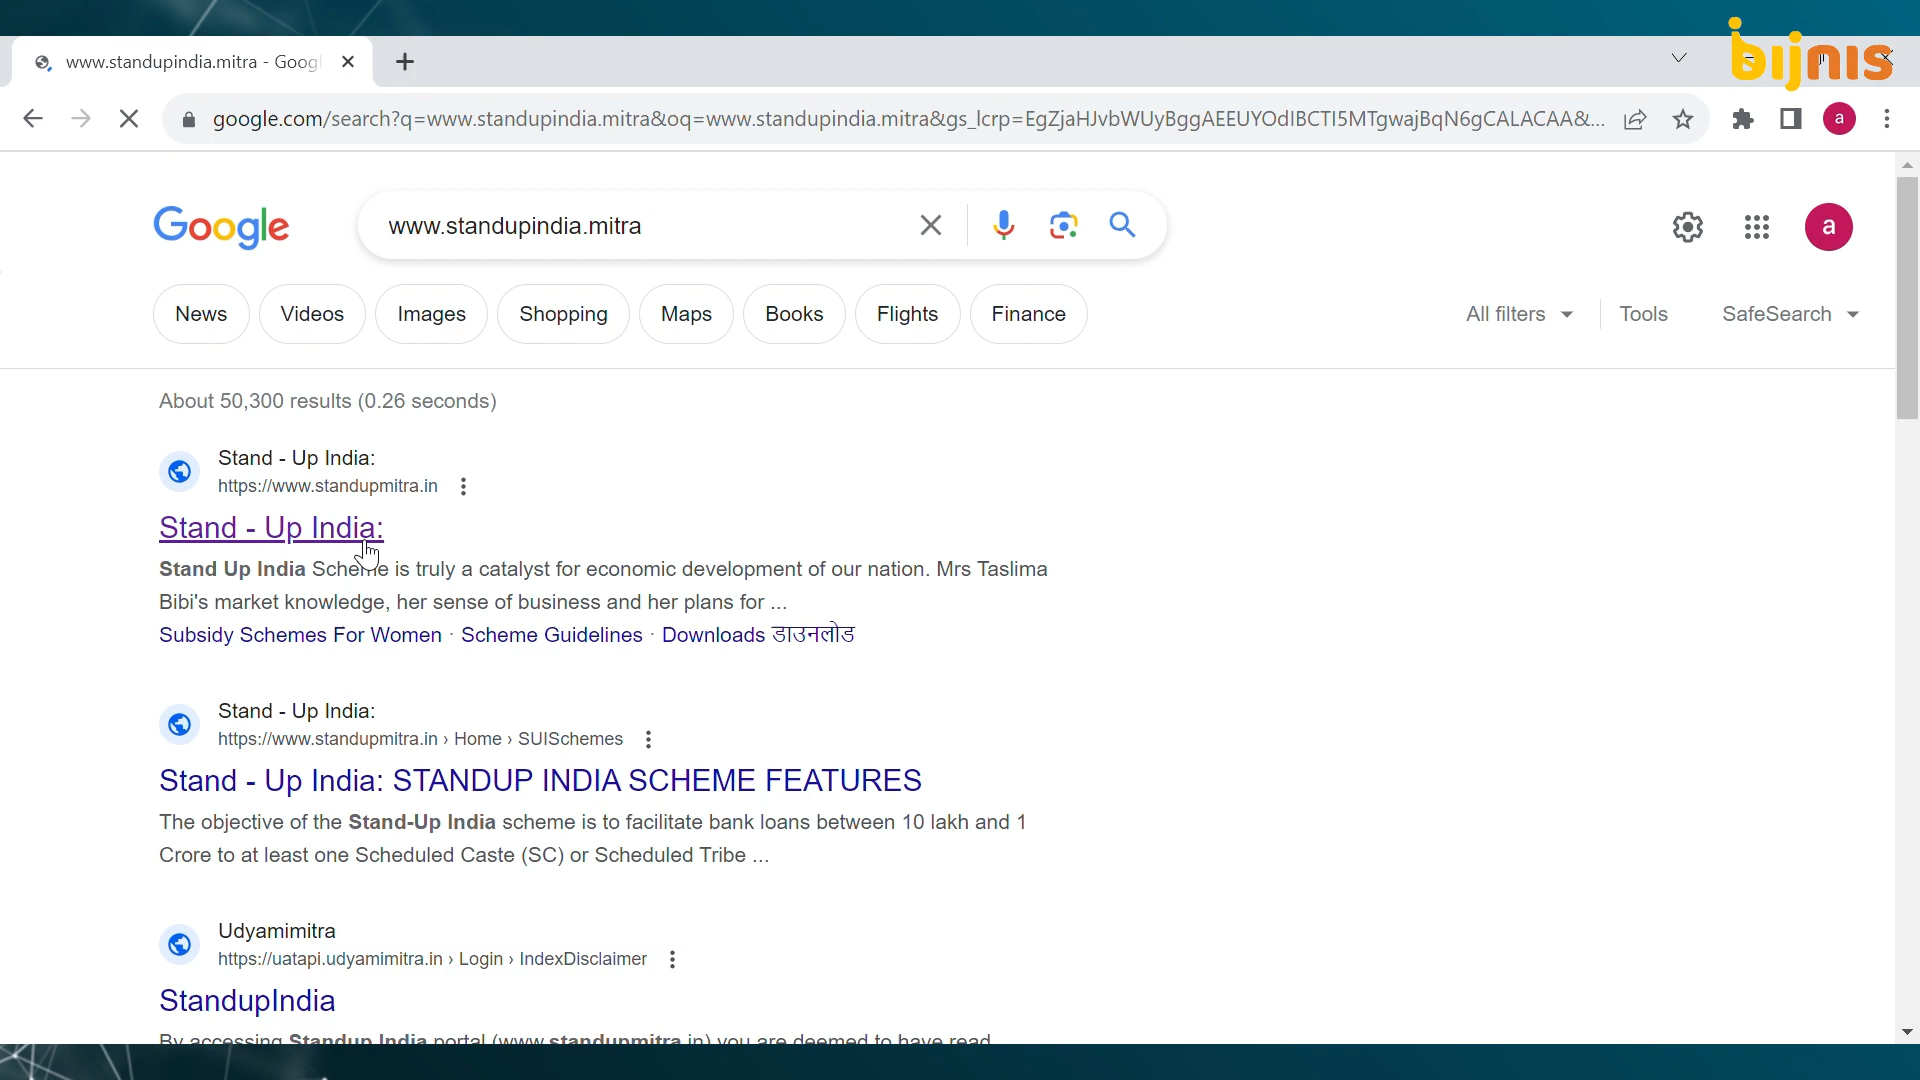 bijnis
www.standupindia.mitra - Googl
google.com/search?q=www.standupindia.mitra&oq=www.standupindia.mitra&gs_lcrp=EgZjaHJvbWUyBggAEEUYOdIBCTI5MTgwajBqN6gCALACAA&...
a
Google
www.standupindia.mitra
a
News
Videos
Images
Shopping
Maps
Books
Flights
Finance
All filters
Tools
SafeSearch
About 50,300 results (0.26 seconds)
Stand - Up India:
https://www.standupmitra.in
Stand - Up India:
Stand Up India Scheme is truly a catalyst for economic development of our nation. Mrs Taslima
Bibi's market knowledge, her sense of business and her plans for ...
Subsidy Schemes For Women · Scheme Guidelines · Downloads डाउनलोड
Stand - Up India:
https://www.standupmitra.in › Home › SUISchemes
Stand - Up India: STANDUP INDIA SCHEME FEATURES
The objective of the Stand-Up India scheme is to facilitate bank loans between 10 lakh and 1
Crore to at least one Scheduled Caste (SC) or Scheduled Tribe ...
Udyamimitra
https://uatapi.udyamimitra.in › Login › IndexDisclaimer
StandupIndia
By accessing Standup India portal (www.standupmitra.in) you are deemed to have read